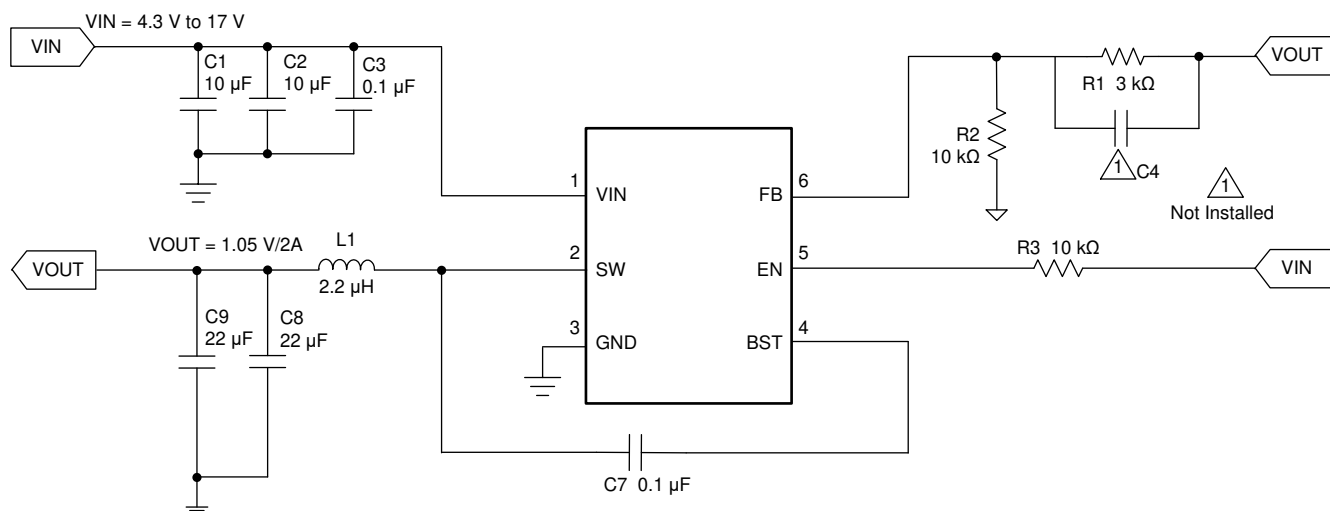 VIN = 4.3 V to 17 V
VIN
C1
10 µF
C2
10 µF
C3
0.1 µF
VOUT
R1 3 kΩ
R2
10 kΩ
1
C4
1
Not Installed
1
VIN
FB
6
VOUT = 1.05 V/2A
L1
VOUT
2.2 µH
2
SW
EN
5
R3 10 kΩ
VIN
C9
22 µF
C8
22 µF
3
GND
BST
4
C7 0.1 µF